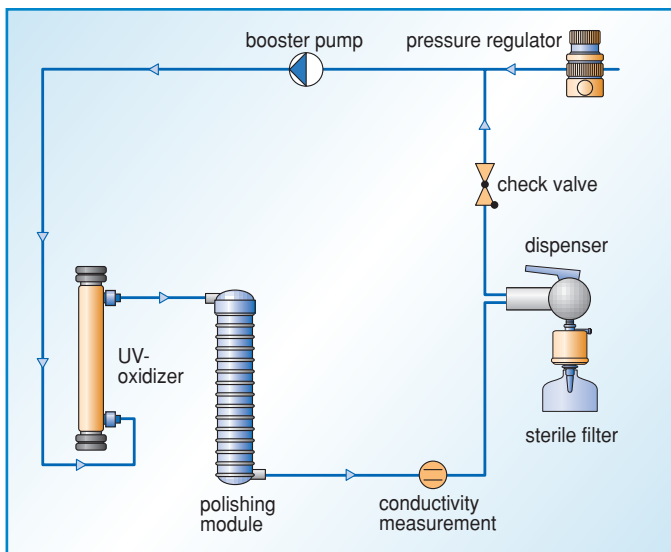 booster pump
pressure regulator
check valve
dispenser
UV-
oxidizer
sterile filter
polishing
module
conductivity
measurement